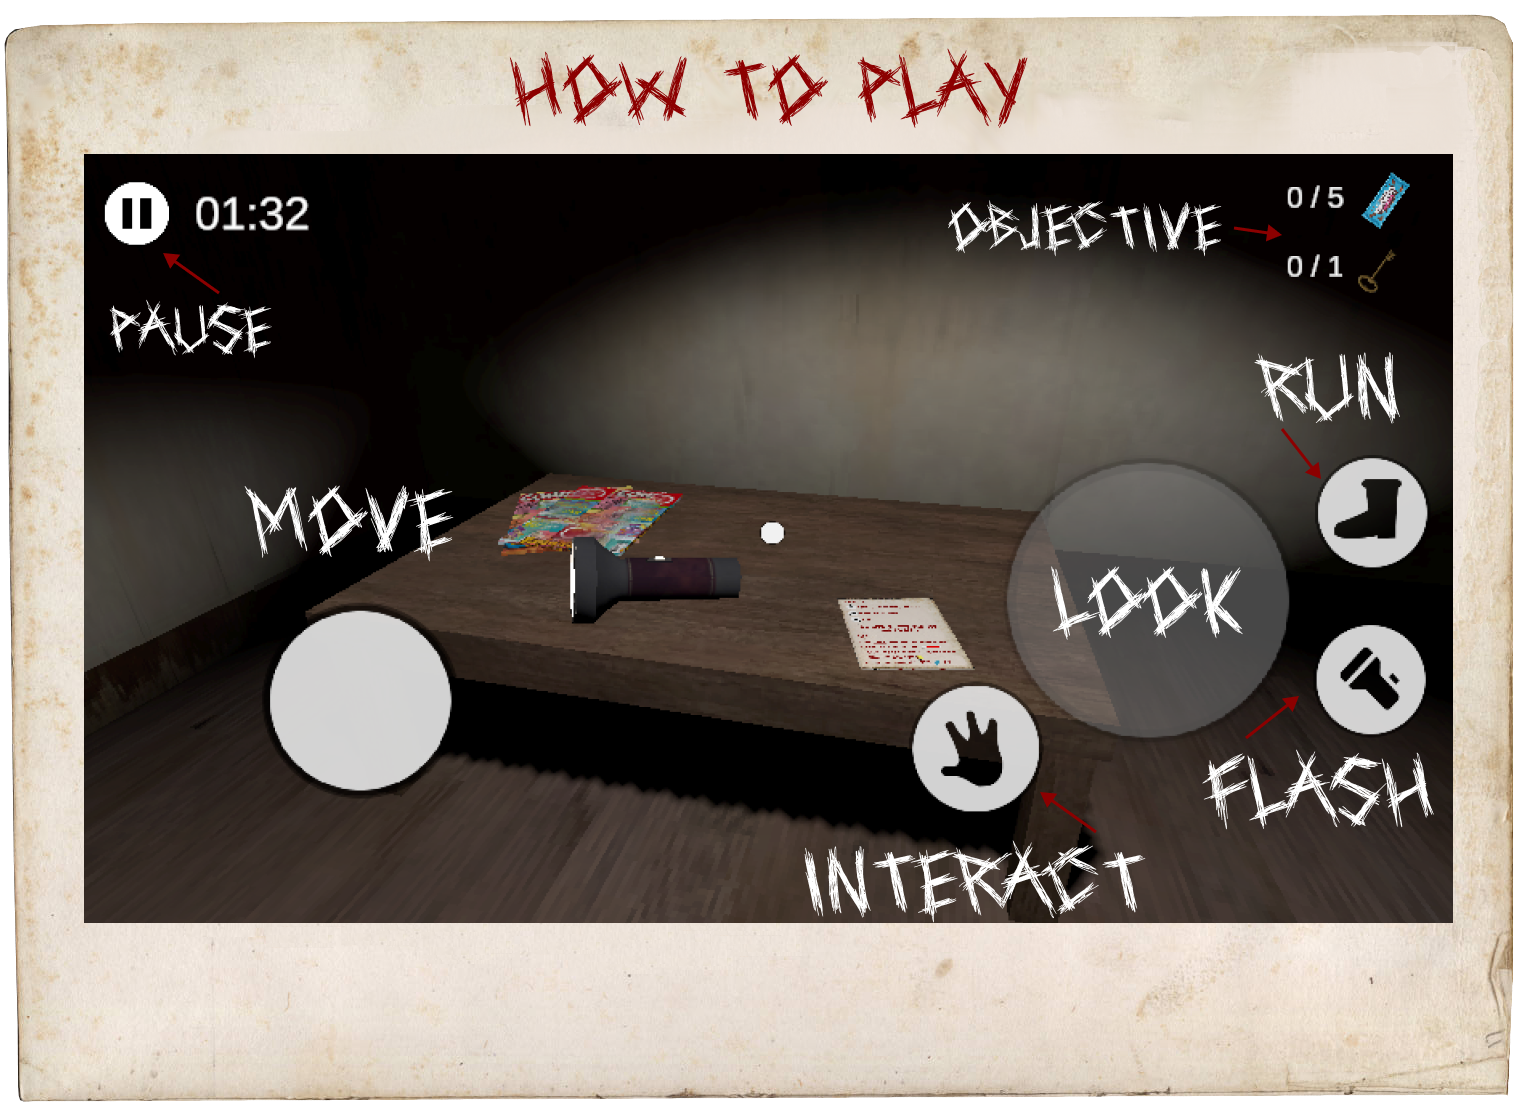 HOW TO PLAY
01:32
OBJECTIVE
0/5
0/1
PAUSE
RUN
MOVE
LOOK
FLASH
INTERACT